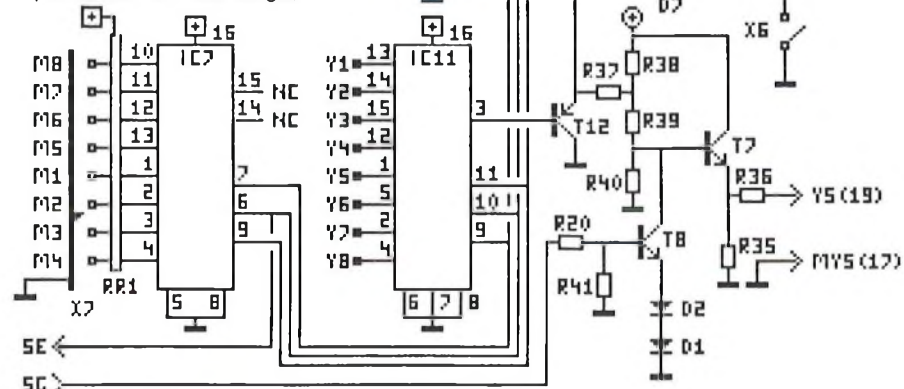 D7
X6
16 16
IC7 IC11
M8 10 Y1 13
M7 11 15 NC Y2 14 R37 R38
M6 12 14 NC Y3 15 3 T12 R39
M5 13 Y4 12 T7
M1 1 7 Y5 1 11 R40 R36
M2 2 6 Y6 5 10 YS(19)
M3 3 9 Y7 2 9 R20 T8 R35
M4 4 Y8 4 MYS(17)
RR1 R41
X7 5 8 6 7 8 D2
SE D1
SC